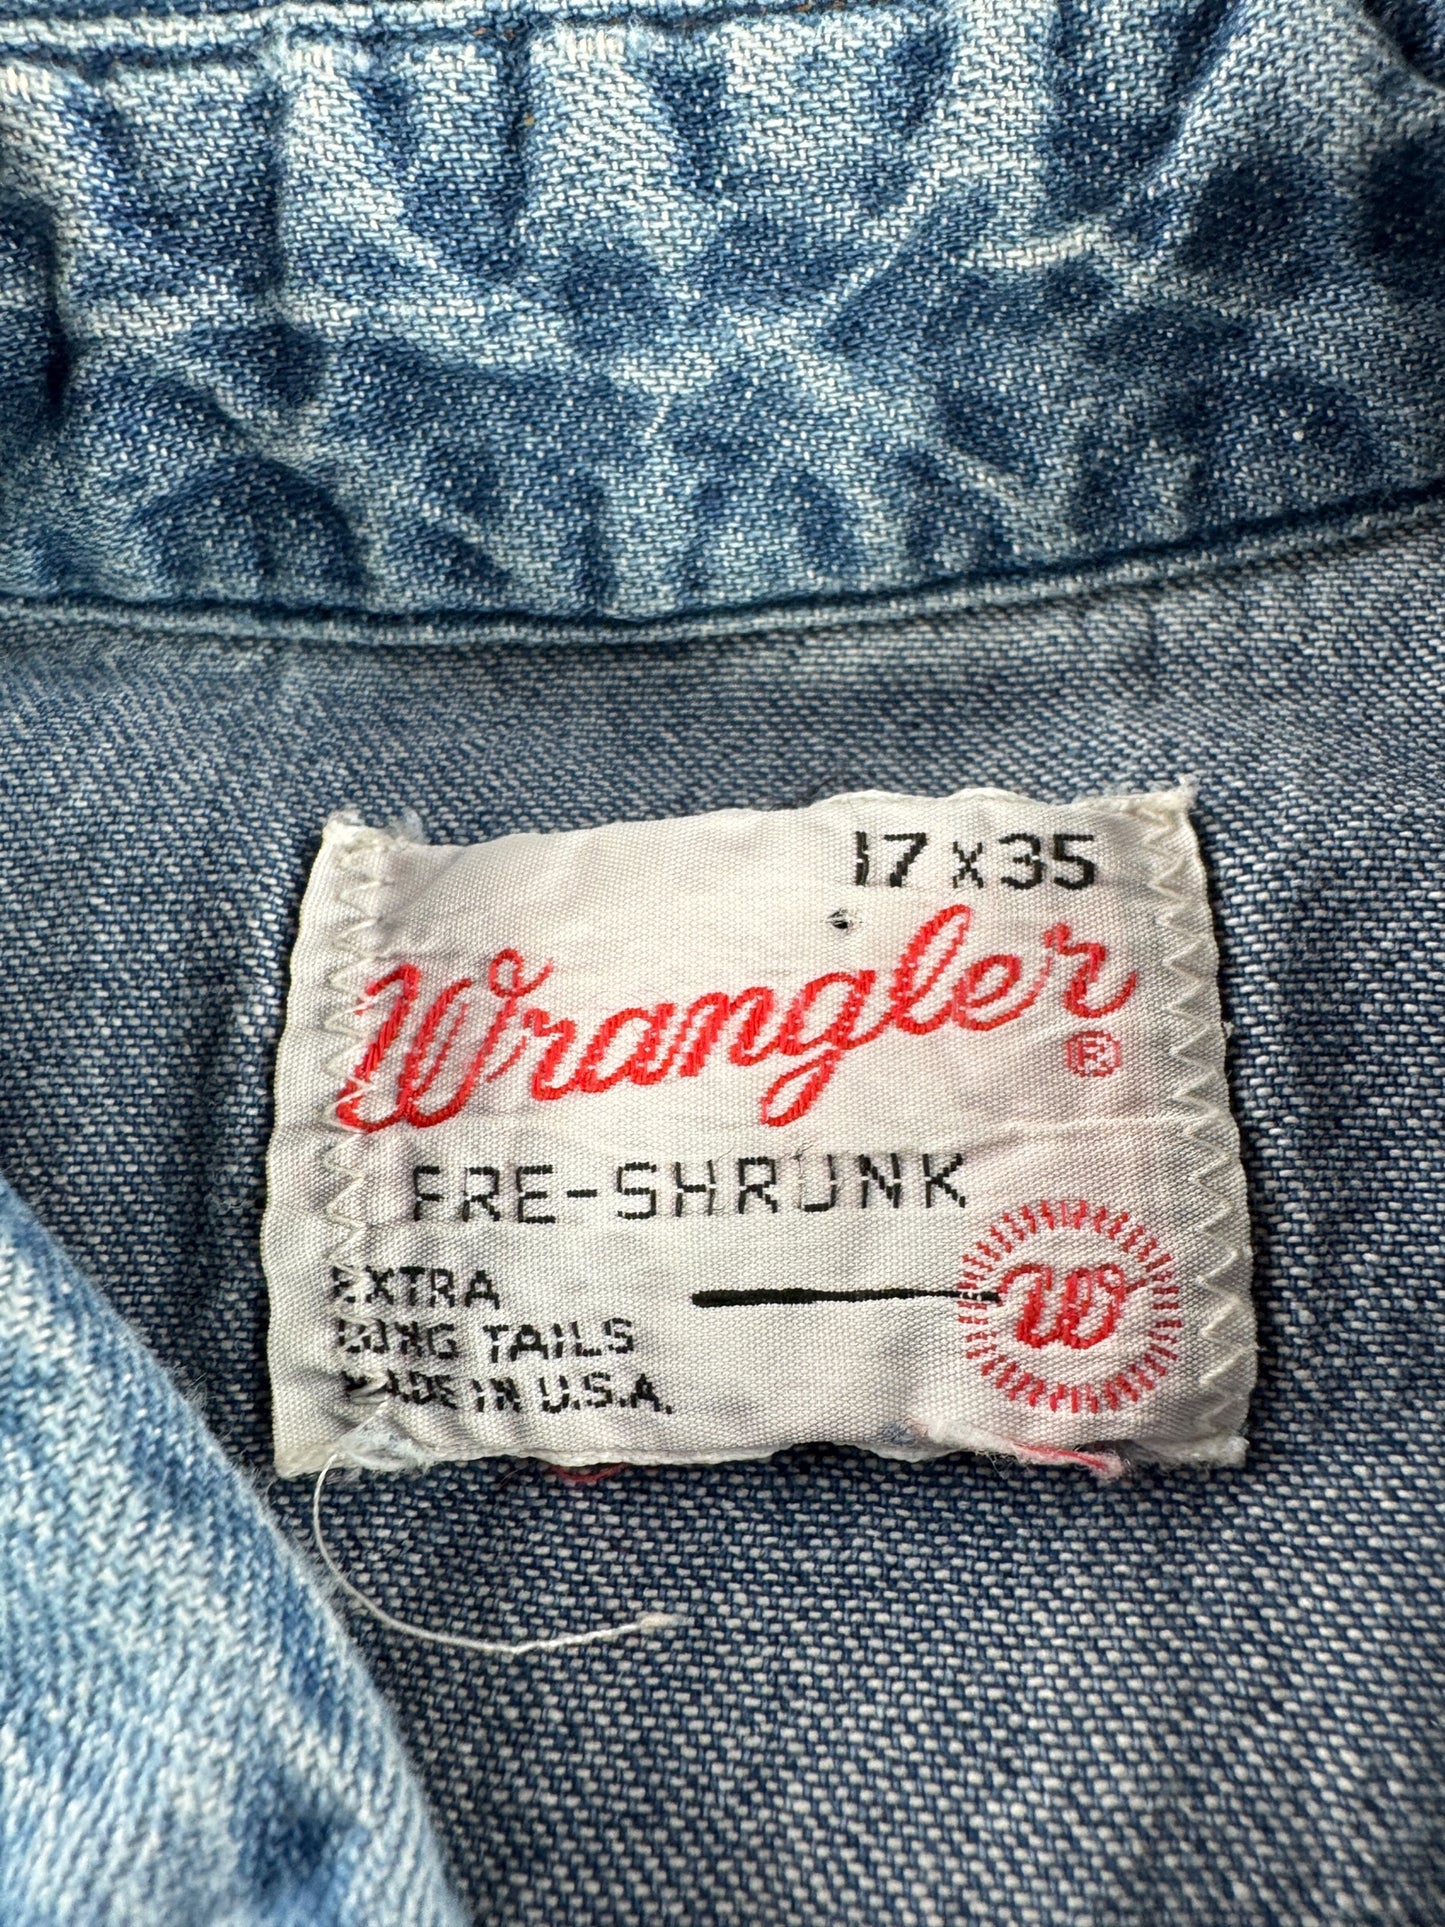 17 x 35
Wrangler ®
PRE-SHRUNK
EXTRA
LONG TAILS
MADE IN U.S.A.
W